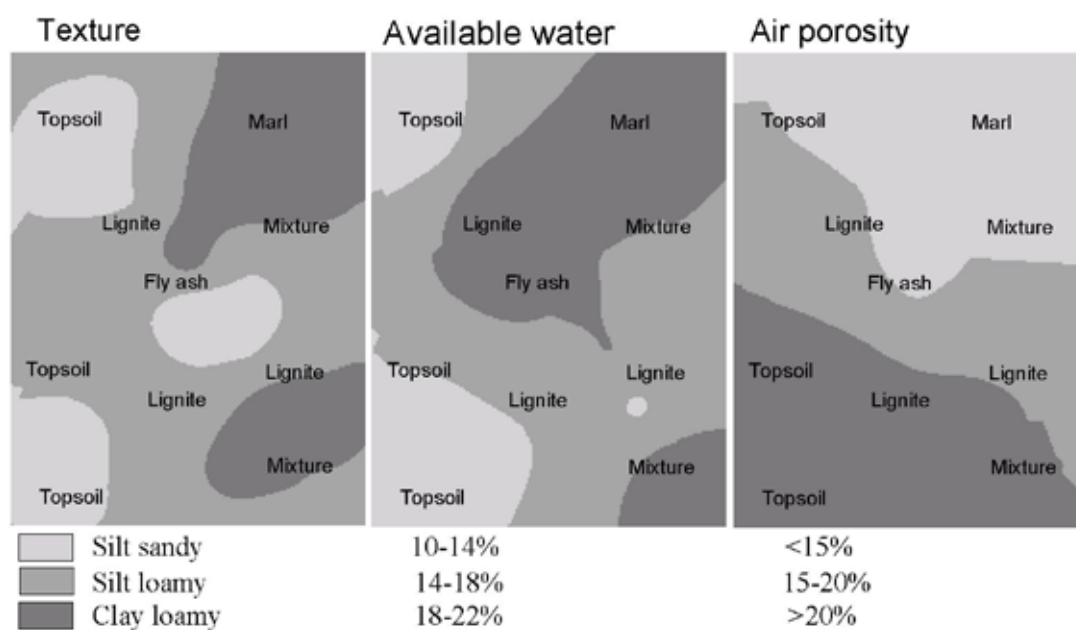 Texture
Available water
Air porosity
Topsoil
Marl
Lignite
Mixture
Fly ash
Topsoil
Lignite
Lignite
Mixture
Topsoil
Topsoil
Marl
Lignite
Mixture
Fly ash
Topsoil
Lignite
Lignite
Mixture
Topsoil
Topsoil
Marl
Lignite
Mixture
Fly ash
Topsoil
Lignite
Lignite
Mixture
Topsoil
Silt sandy 10-14% <15%
Silt loamy 14-18% 15-20%
Clay loamy 18-22% >20%